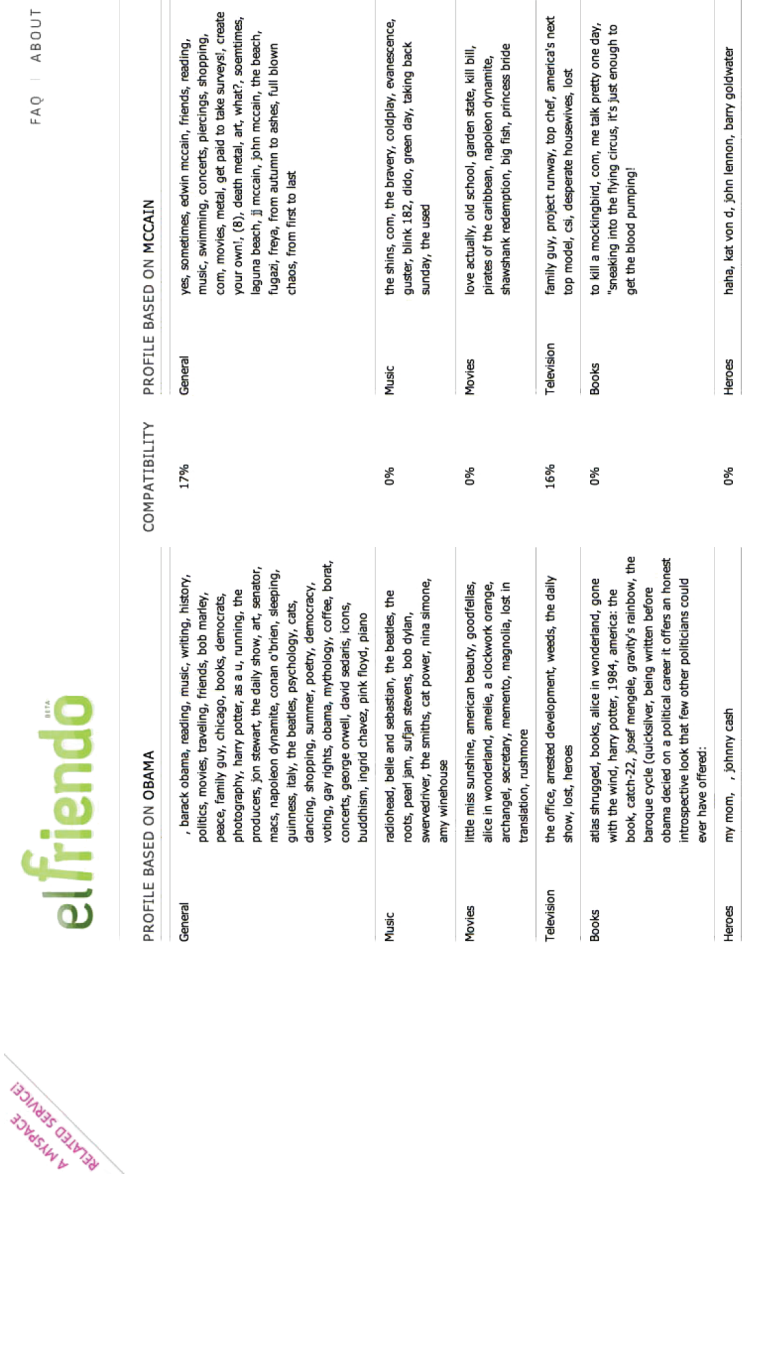 A MYSPACE
RELATED SERVICE!
elfriendo
BETA
FAQ | ABOUT
PROFILE BASED ON OBAMA
COMPATIBILITY
PROFILE BASED ON MCCAIN
General
, barack obama, reading, music, writing, history,
politics, movies, traveling, friends, bob marley,
peace, family guy, chicago, books, democrats,
photography, harry potter, as a u, running, the
producers, jon stewart, the daily show, art, senator,
macs, napoleon dynamite, conan o'brien, sleeping,
guinness, italy, the beatles, psychology, cats,
dancing, shopping, summer, poetry, democracy,
voting, gay rights, obama, mythology, coffee, borat,
concerts, george orwell, david sedaris, icons,
buddhism, ingrid chavez, pink floyd, piano
17%
General
yes, sometimes, edwin mccain, friends, reading,
music, swimming, concerts, piercings, shopping,
com, movies, metal, get paid to take surveys!, create
your own!, (8), death metal, art, what?, soemtimes,
laguna beach, jj mccain, john mccain, the beach,
fugazi, freya, from autumn to ashes, full blown
chaos, from first to last
Music
radiohead, belle and sebastian, the beatles, the
roots, pearl jam, sufjan stevens, bob dylan,
swervedriver, the smiths, cat power, nina simone,
amy winehouse
0%
Music
the shins, com, the bravery, coldplay, evanescence,
guster, blink 182, dido, green day, taking back
sunday, the used
Movies
little miss sunshine, american beauty, goodfellas,
alice in wonderland, amelie, a clockwork orange,
archangel, secretary, memento, magnolia, lost in
translation, rushmore
0%
Movies
love actually, old school, garden state, kill bill,
pirates of the caribbean, napoleon dynamite,
shawshank redemption, big fish, princess bride
Television
the office, arrested development, weeds, the daily
show, lost, heroes
16%
Television
family guy, project runway, top chef, america's next
top model, csi, desperate housewives, lost
Books
atlas shrugged, books, alice in wonderland, gone
with the wind, harry potter, 1984, america: the
book, catch-22, josef mengele, gravity's rainbow, the
baroque cycle (quicksilver, being written before
obama decied on a political career it offers an honest
introspective look that few other politicians could
ever have offered:
0%
Books
to kill a mockingbird, com, me talk pretty one day,
"sneaking into the flying circus, it's just enough to
get the blood pumping!
Heroes
my mom, , johnny cash
0%
Heroes
haha, kat von d, john lennon, barry goldwater